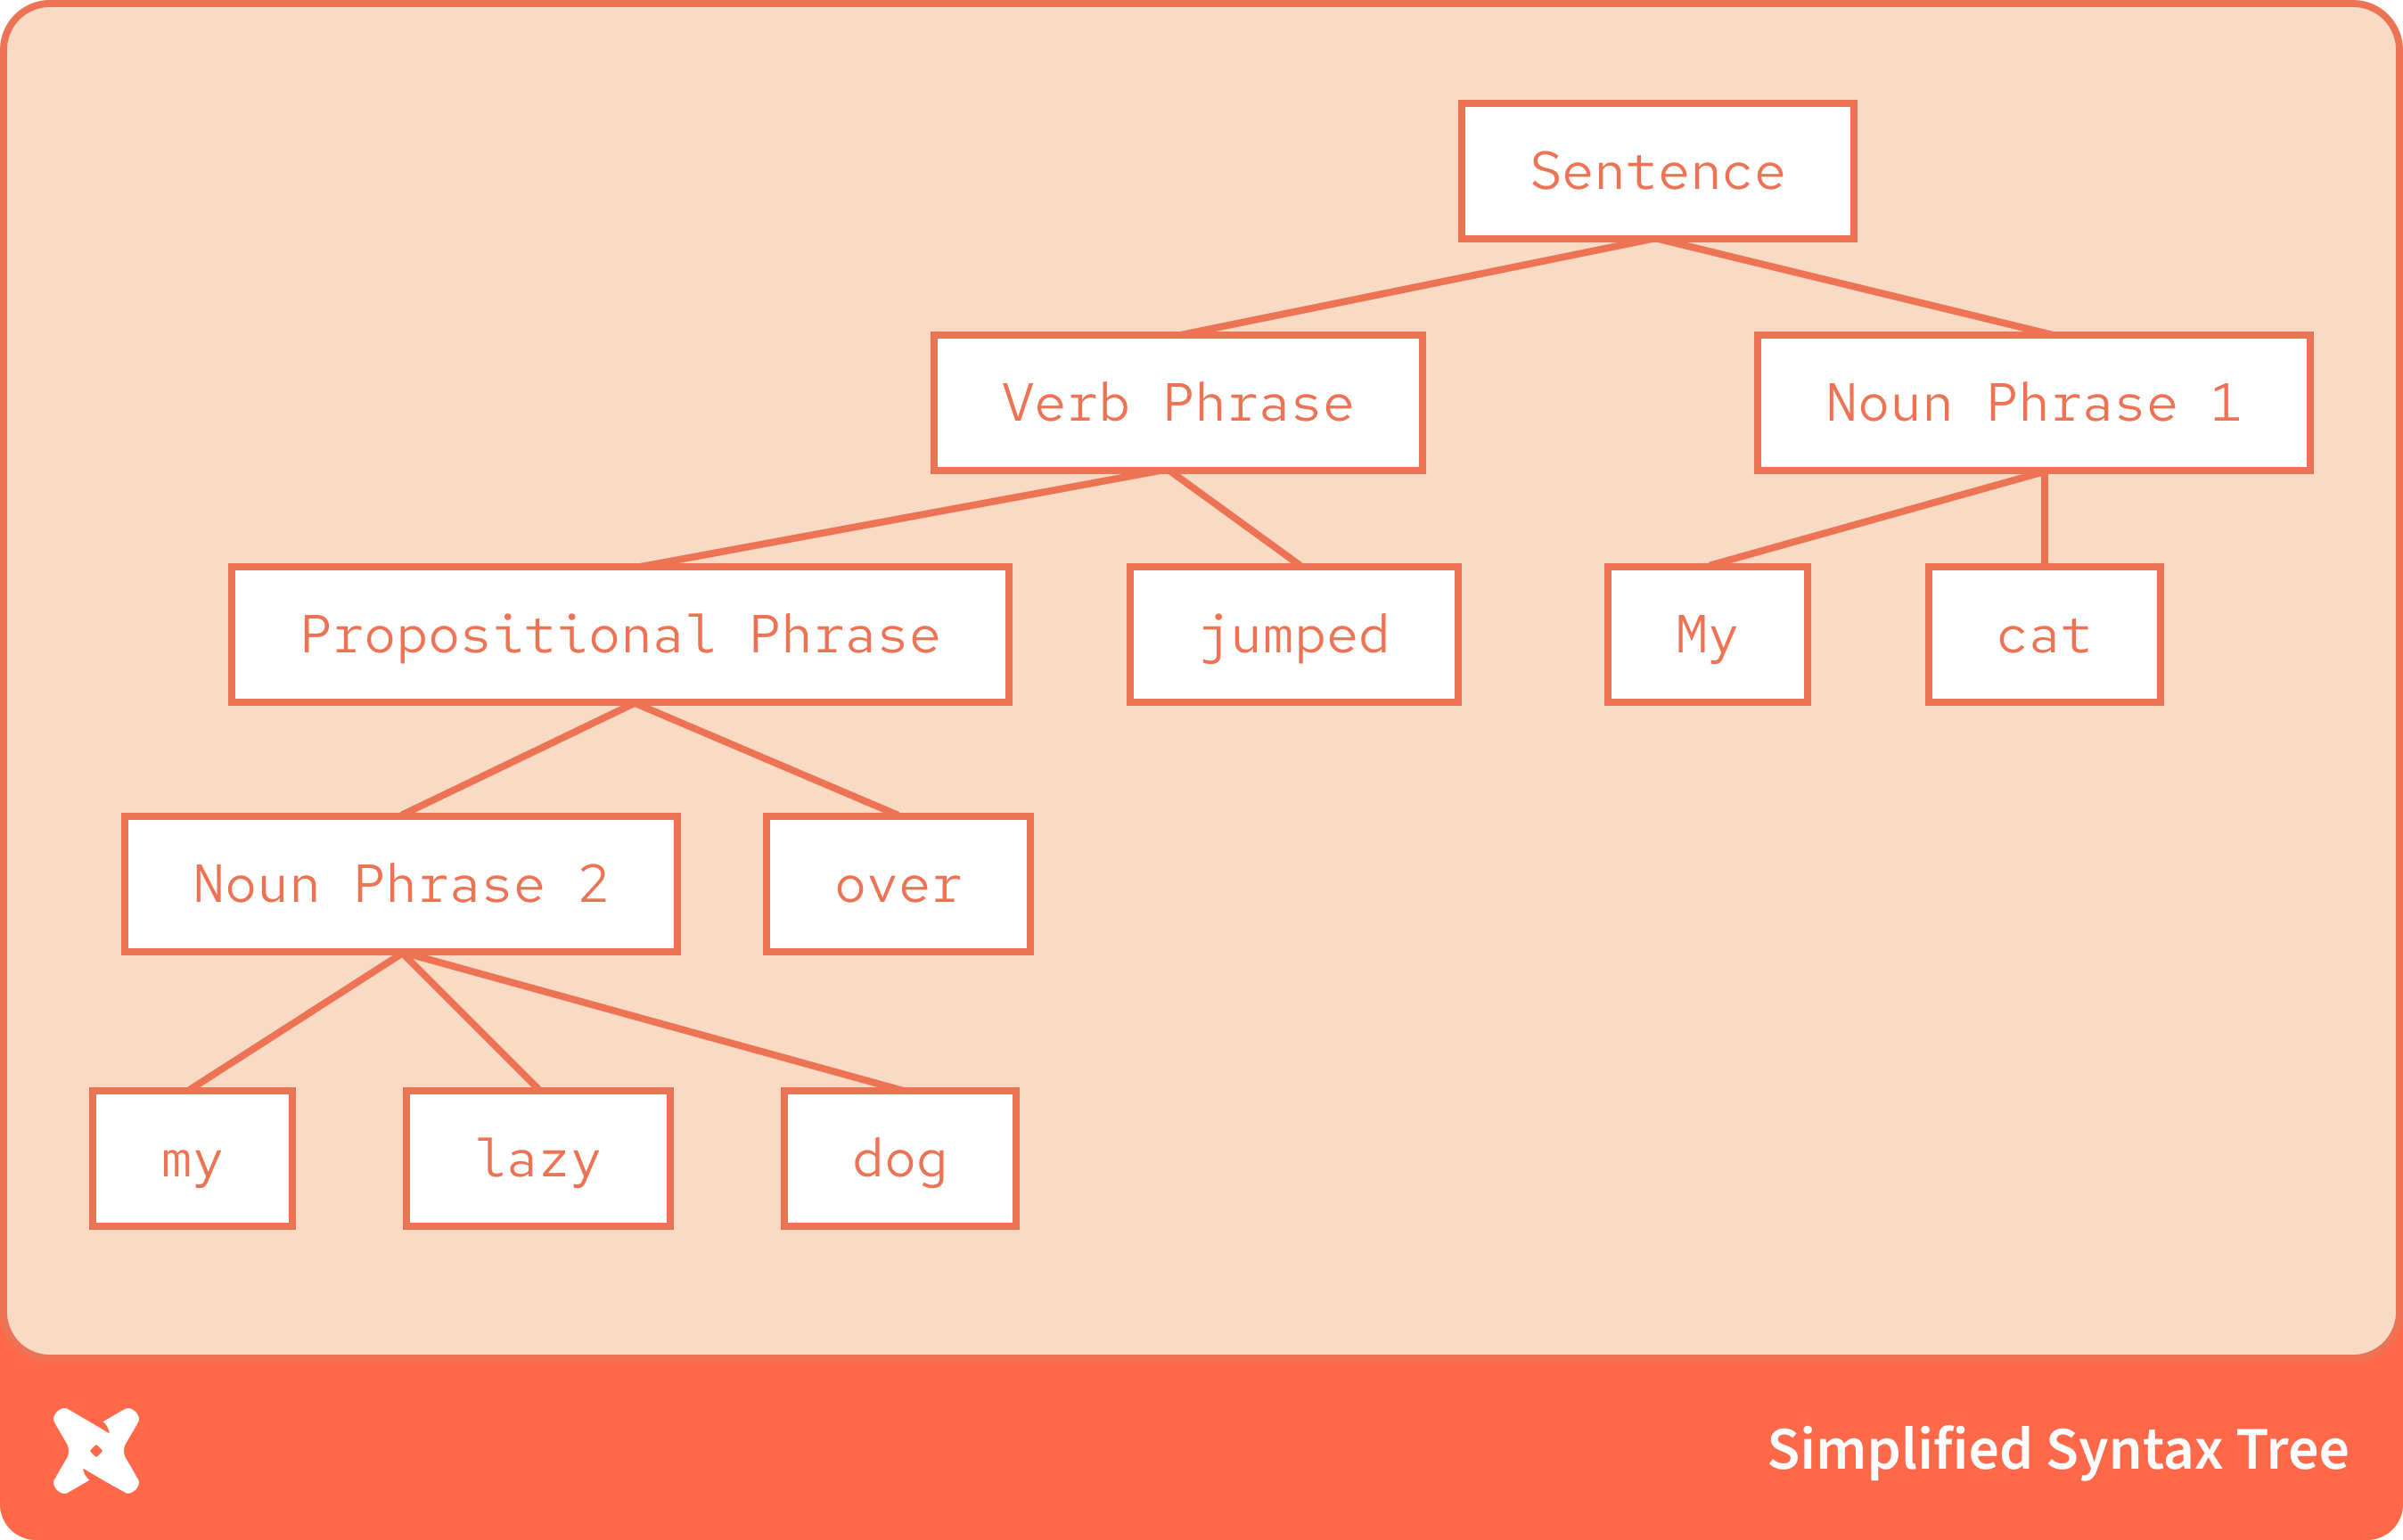 Sentence
Verb Phrase
Noun Phrase 1
Propositional Phrase
jumped
My
cat
Noun Phrase 2
over
my
lazy
dog
Simplified Syntax Tree